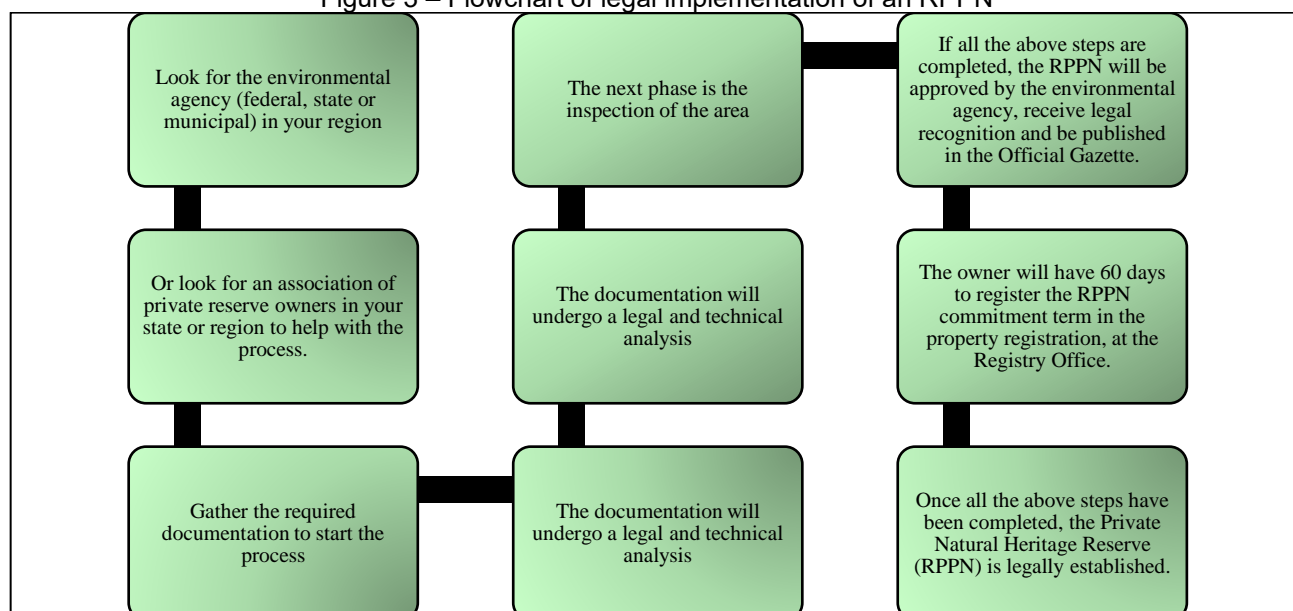 Figure 3 – Flowchart of legal implementation of an RPPN
Look for the environmental
agency (federal, state or
municipal) in your region
Or look for an association of
private reserve owners in your
state or region to help with the
process.
Gather the required
documentation to start the
process
The documentation will
undergo a legal and technical
analysis
The documentation will
undergo a legal and technical
analysis
The next phase is the
inspection of the area
If all the above steps are
completed, the RPPN will be
approved by the environmental
agency, receive legal
recognition and be published
in the Official Gazette.
The owner will have 60 days
to register the RPPN
commitment term in the
property registration, at the
Registry Office.
Once all the above steps have
been completed, the Private
Natural Heritage Reserve
(RPPN) is legally established.